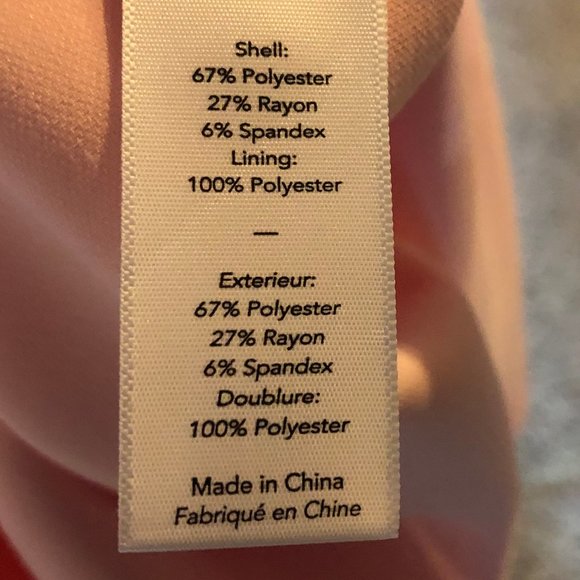 Shell:
67% Polyester
27% Rayon
6% Spandex
Lining:
100% Polyester
—
Exterieur:
67% Polyester
27% Rayon
6% Spandex
Doublure:
100% Polyester
Made in China
Fabriqué en Chine